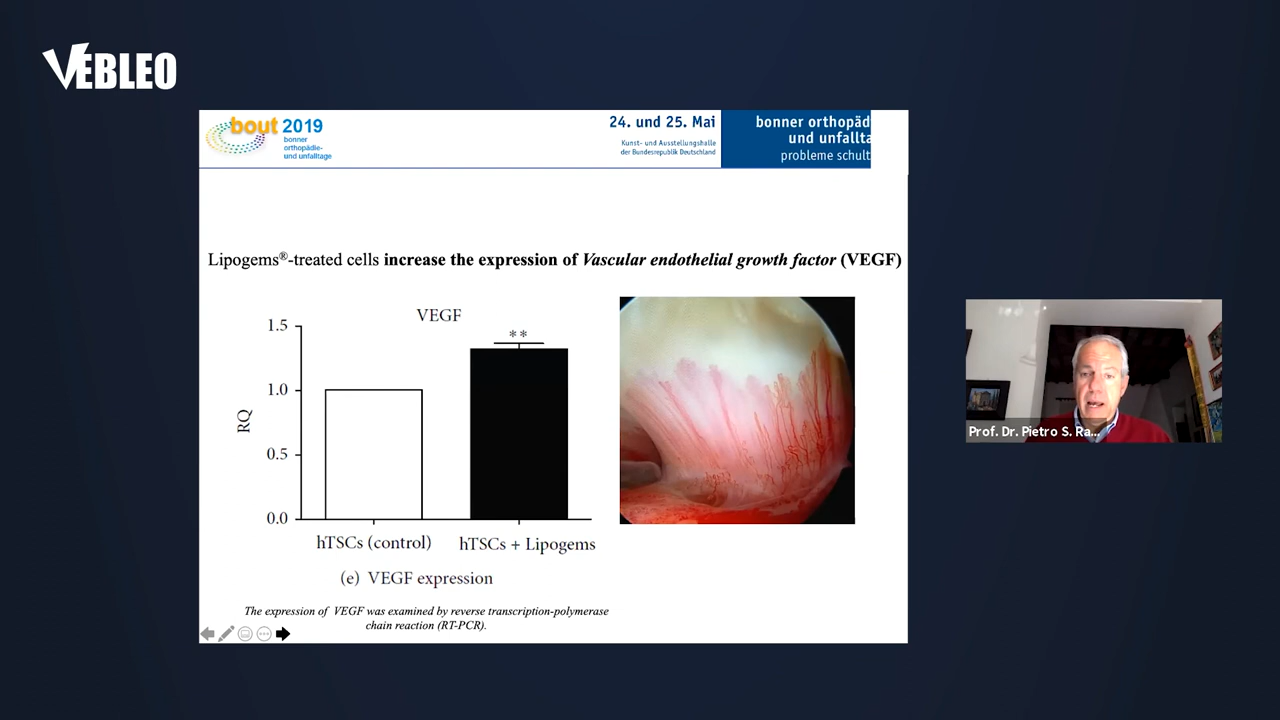 VEBLEO
bout 2019
bonner
orthopädie-
und unfalltage
24. und 25. Mai
Kunst- und Ausstellungshalle
der Bundesrepublik Deutschland
bonner orthopäd
und unfallta
probleme schult
Lipogems®-treated cells increase the expression of Vascular endothelial growth factor (VEGF)
VEGF
**
1.5
1.0
0.5
0.0
RQ
hTSCs (control)
hTSCs + Lipogems
(e) VEGF expression
The expression of VEGF was examined by reverse transcription-polymerase
chain reaction (RT-PCR).
Prof. Dr. Pietro S. Ra...